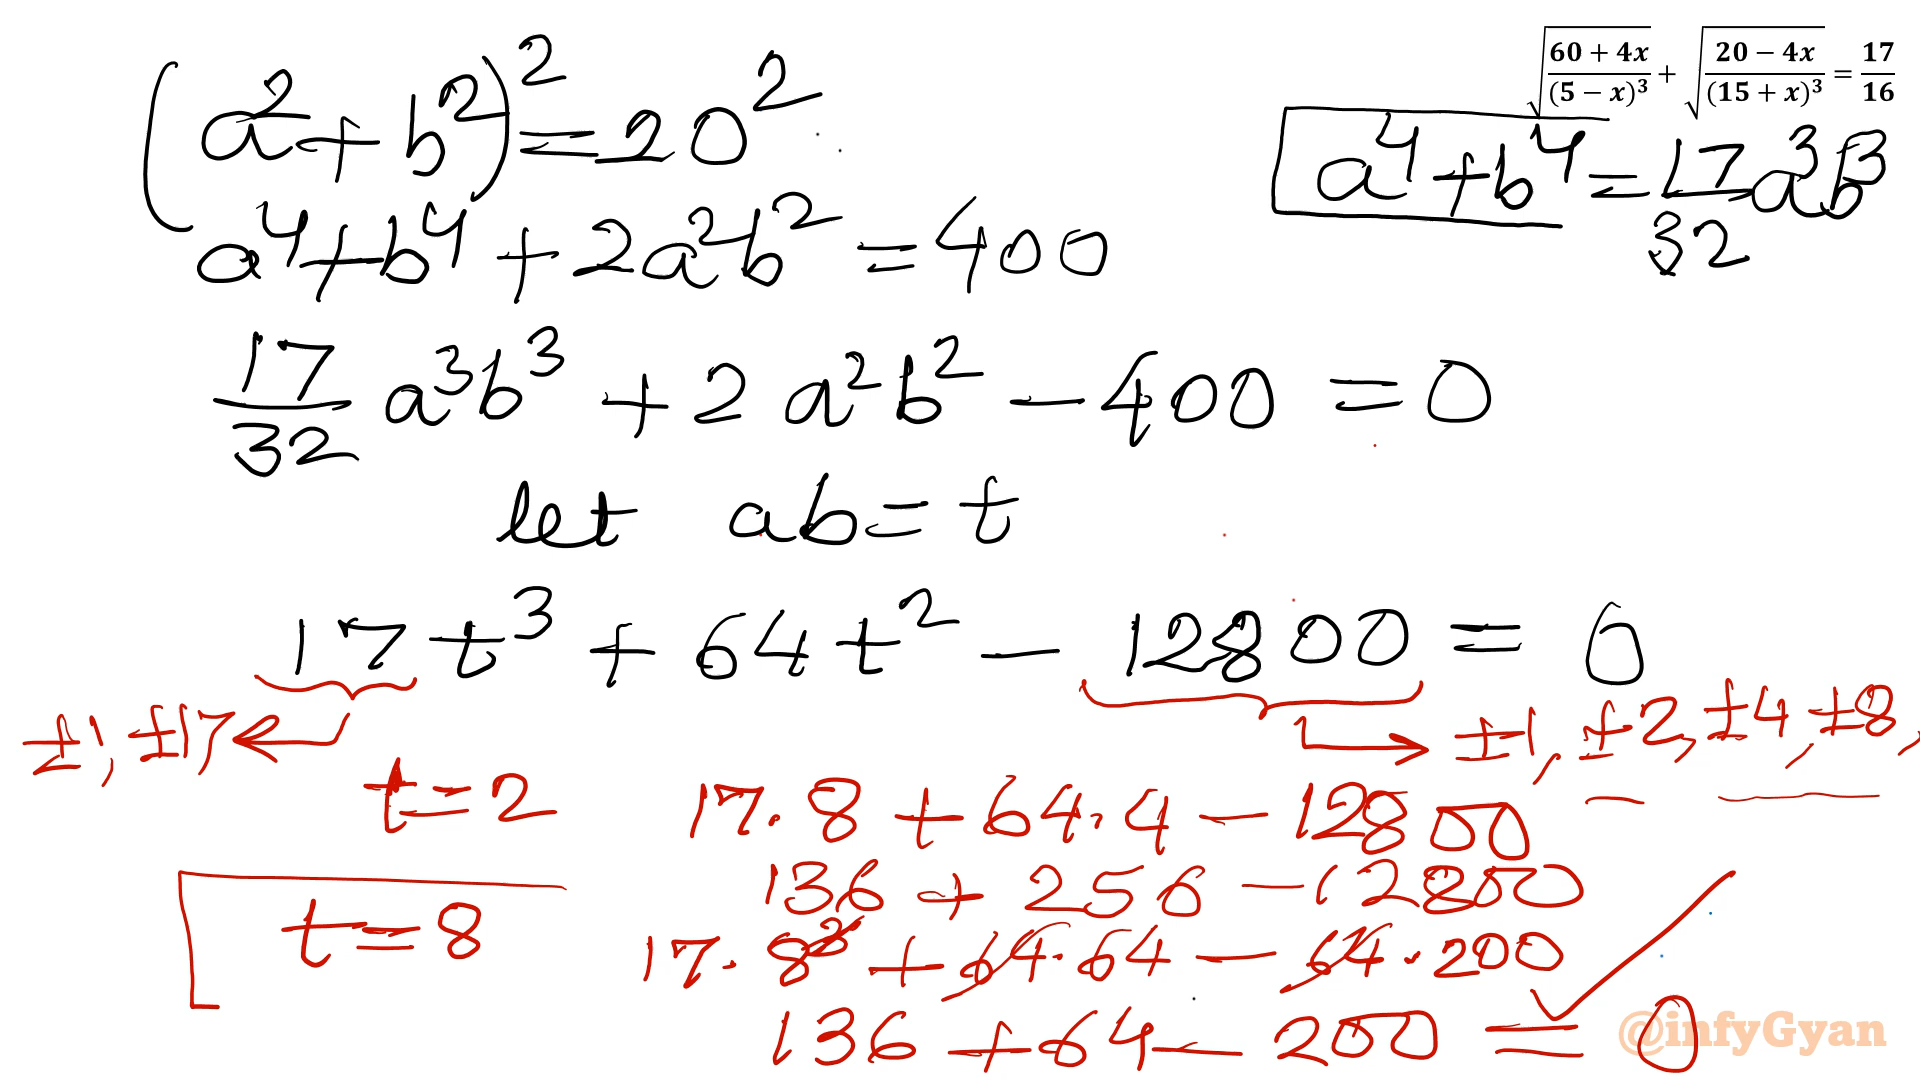 √((60 + 4x)/(5 − x)³) + √((20 − 4x)/(15 + x)³) = 17/16
(a² + b²)² = 20²
a⁴ + b⁴ = 17/32 a³b³
a⁴ + b⁴ + 2a²b² = 400
17/32 a³b³ + 2 a²b² − 400 = 0
let ab = t
17t³ + 64t² − 12800 = 0
±1, ±17 ←
→ ±1, ±2, ±4, ±8,
t = 2
17.8 + 64.4 − 12800
136 + 256 − 12800
t = 8
17. 8³ + 64.64 − 64.200
136 + 64 − 200 = 0
@infyGyan